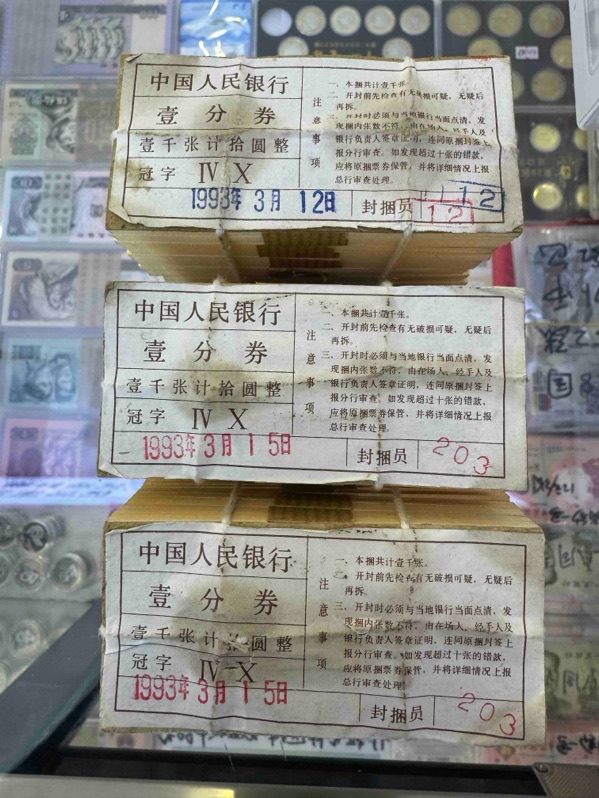 中国人民银行
壹分券
壹千张计拾圆整
冠字 Ⅳ Ⅹ
1993年3月12日
注意事项
一、本捆共计壹千张。
二、开封前先检查有无破损可疑，无疑后
再拆。
三、开封时必须与当地银行当面点清，发
现捆内张数不符，由在场人、经手人及
银行负责人签章证明，连同原捆封签上
报分行审查。如发现超过十张的错款，
应将原捆票券保管，并将详细情况上报
总行审查处理。
封捆员
12
12
中国人民银行
壹分券
壹千张计拾圆整
冠字 Ⅳ Ⅹ
1993年3月15日
注意事项
一、本捆共计壹千张。
二、开封前先检查有无破损可疑，无疑后
再拆。
三、开封时必须与当地银行当面点清，发
现捆内张数不符，由在场人、经手人及
银行负责人签章证明，连同原捆封签上
报分行审查。如发现超过十张的错款，
应将原捆票券保管，并将详细情况上报
总行审查处理。
封捆员 203
中国人民银行
壹分券
壹千张计拾圆整
冠字 Ⅳ Ⅹ
1993年3月15日
注意事项
一、本捆共计壹千张。
二、开封前先检查有无破损可疑，无疑后
再拆。
三、开封时必须与当地银行当面点清，发
现捆内张数不符，由在场人、经手人及
银行负责人签章证明，连同原捆封签上
报分行审查。如发现超过十张的错款，
应将原捆票券保管，并将详细情况上报
总行审查处理。
封捆员 203